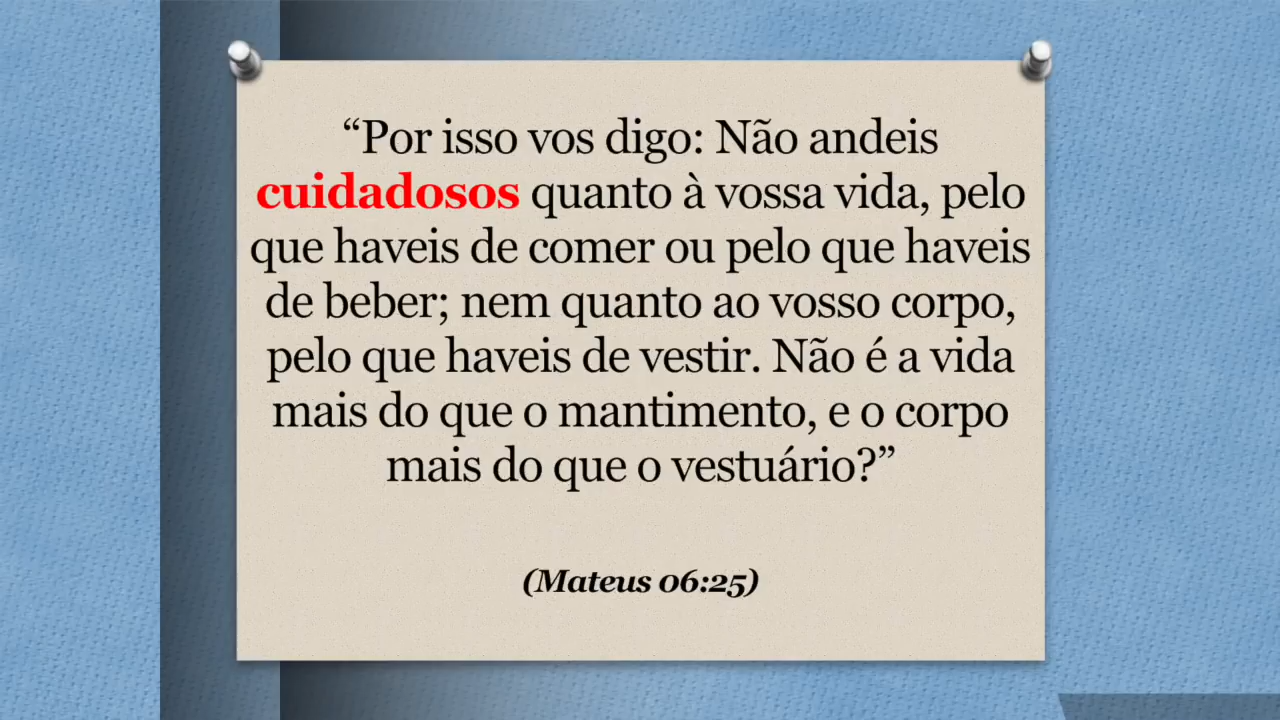 “Por isso vos digo: Não andeis
cuidadosos quanto à vossa vida, pelo
que haveis de comer ou pelo que haveis
de beber; nem quanto ao vosso corpo,
pelo que haveis de vestir. Não é a vida
mais do que o mantimento, e o corpo
mais do que o vestuário?”
(Mateus 06:25)